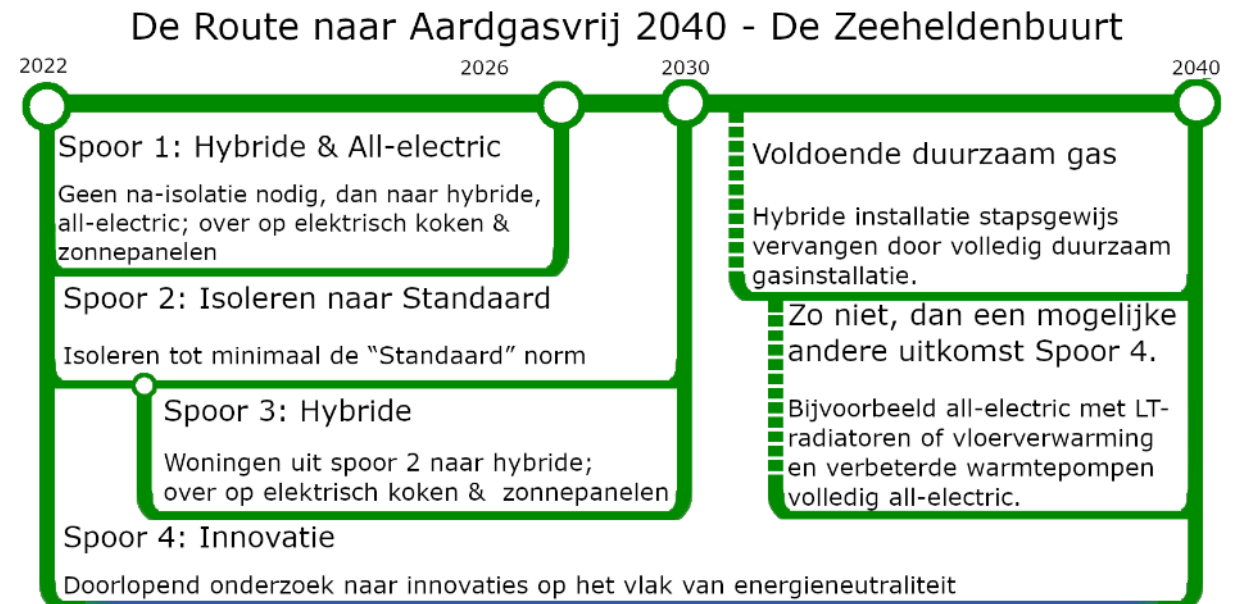 De Route naar Aardgasvrij 2040 - De Zeeheldenbuurt
2022
2026
2030
2040
Spoor 1: Hybride & All-electric
Geen na-isolatie nodig, dan naar hybride,
all-electric; over op elektrisch koken &
zonnepanelen
Spoor 2: Isoleren naar Standaard
Isoleren tot minimaal de “Standaard” norm
Spoor 3: Hybride
Woningen uit spoor 2 naar hybride;
over op elektrisch koken & zonnepanelen
Spoor 4: Innovatie
Doorlopend onderzoek naar innovaties op het vlak van energieneutraliteit
Voldoende duurzaam gas
Hybride installatie stapsgewijs
vervangen door volledig duurzaam
gasinstallatie.
Zo niet, dan een mogelijke
andere uitkomst Spoor 4.
Bijvoorbeeld all-electric met LT-
radiatoren of vloerverwarming
en verbeterde warmtepompen
volledig all-electric.